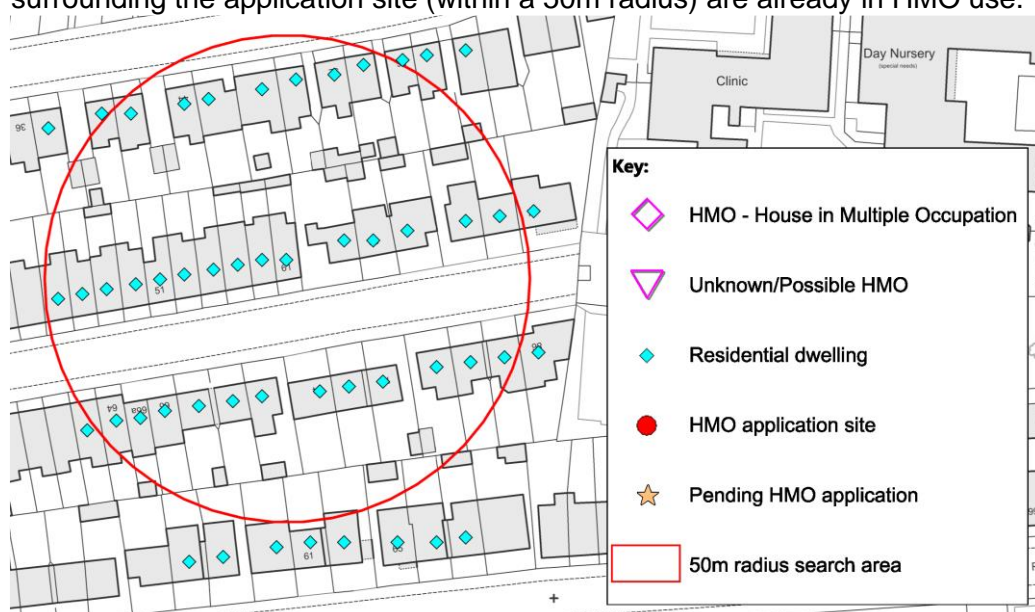 surrounding the application site (within a 50m radius) are already in HMO use.
Day Nursery
(special needs)
Clinic
36
51
61
Key:
HMO - House in Multiple Occupation
Unknown/Possible HMO
Residential dwelling
HMO application site
Pending HMO application
50m radius search area
64
66a
61